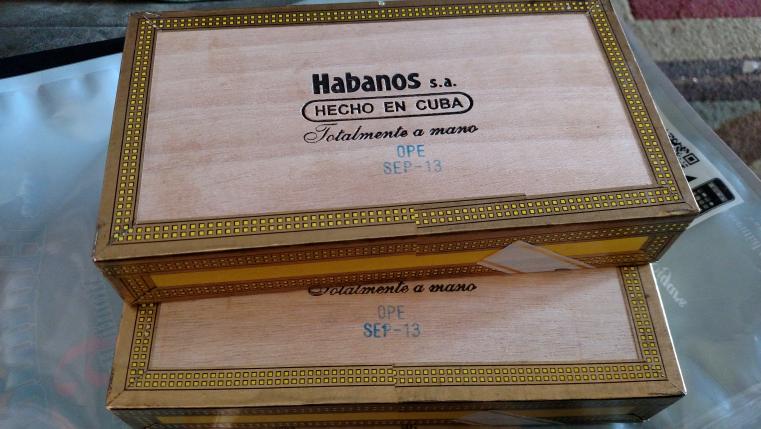 Habanos s.a.
HECHO EN CUBA
Totalmente a mano
OPE
SEP-13
Totalmente a mano
OPE
SEP-13